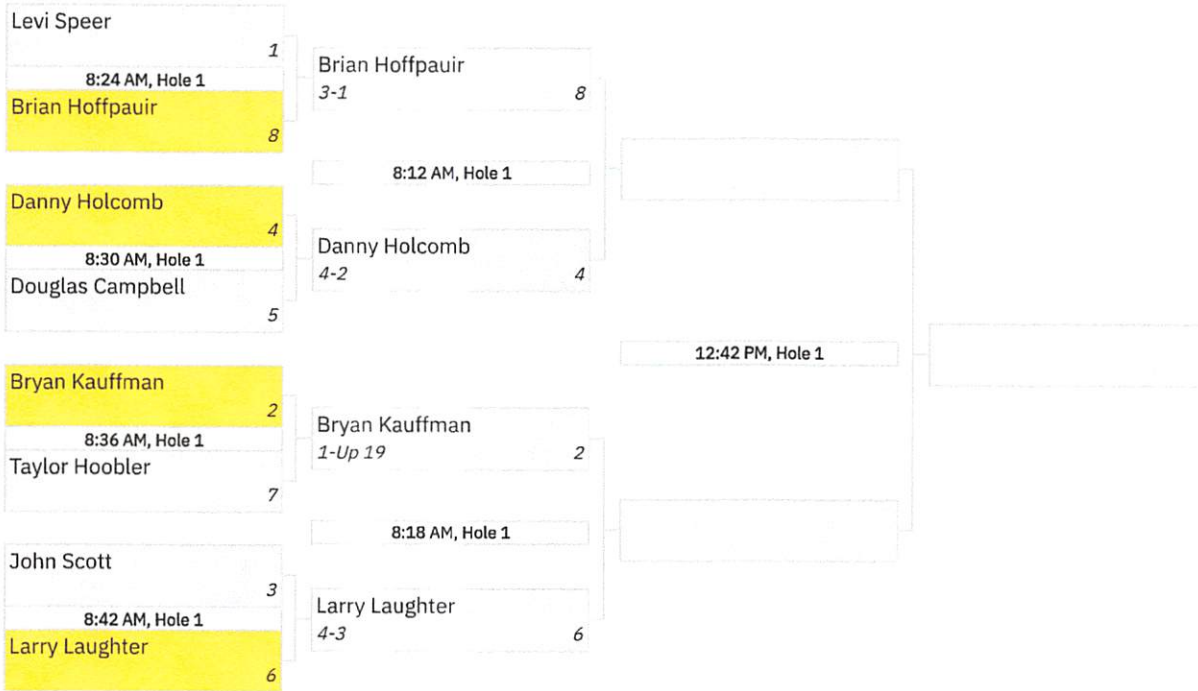 Levi Speer
1
8:24 AM, Hole 1
Brian Hoffpauir
8
Danny Holcomb
4
8:30 AM, Hole 1
Douglas Campbell
5
Bryan Kauffman
2
8:36 AM, Hole 1
Taylor Hoobler
7
John Scott
3
8:42 AM, Hole 1
Larry Laughter
6
Brian Hoffpauir
3-1 8
8:12 AM, Hole 1
Danny Holcomb
4-2 4
Bryan Kauffman
1-Up 19 2
8:18 AM, Hole 1
Larry Laughter
4-3 6
12:42 PM, Hole 1